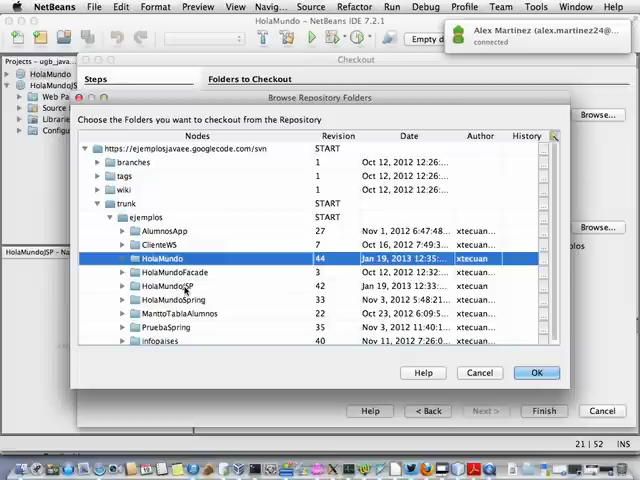 NetBeans File Edit View Navigate Source Refactor Run Debug Profile Team Tools Window Help
HolaMundo - NetBeans IDE 7.2.1
Alex Martinez (alex.martinez24@...
connected
Empty d
Projects - ugb_java...
Checkout
HolaMundo
HolaMundoJS
Web Pa
Source
Librarie
Configu
Steps
Folders to Checkout
Browse Repository Folders
Browse...
Choose the Folders you want to checkout from the Repository
Nodes Revision Date Author History
https://ejemplosjavaee.googlecode.com/svn START
branches 1 Oct 12, 2012 12:26:...
tags 1 Oct 12, 2012 12:26:...
wiki 1 Oct 12, 2012 12:26:...
trunk START
ejemplos START
AlumnosApp 27 Nov 1, 2012 6:47:48... xtecuan...
ClienteWS 7 Oct 16, 2012 7:49:3... xtecuan...
HolaMundo 44 Jan 19, 2013 12:35:... xtecuan...
HolaMundoFacade 3 Oct 12, 2012 12:32:... xtecuan...
HolaMundoJSP 42 Jan 19, 2013 12:33:... xtecuan...
HolaMundoSpring 33 Nov 3, 2012 5:48:21... xtecuan...
ManttoTablaAlumnos 22 Oct 23, 2012 6:09:5... xtecuan...
PruebaSpring 35 Nov 3, 2012 11:40:1... xtecuan...
infopaises 40 Nov 11, 2012 7:26:0... xtecuan...
Browse...
plos
HolaMundoJSP - Na
Help Cancel OK
Help < Back Next > Finish Cancel
21 | 52 INS